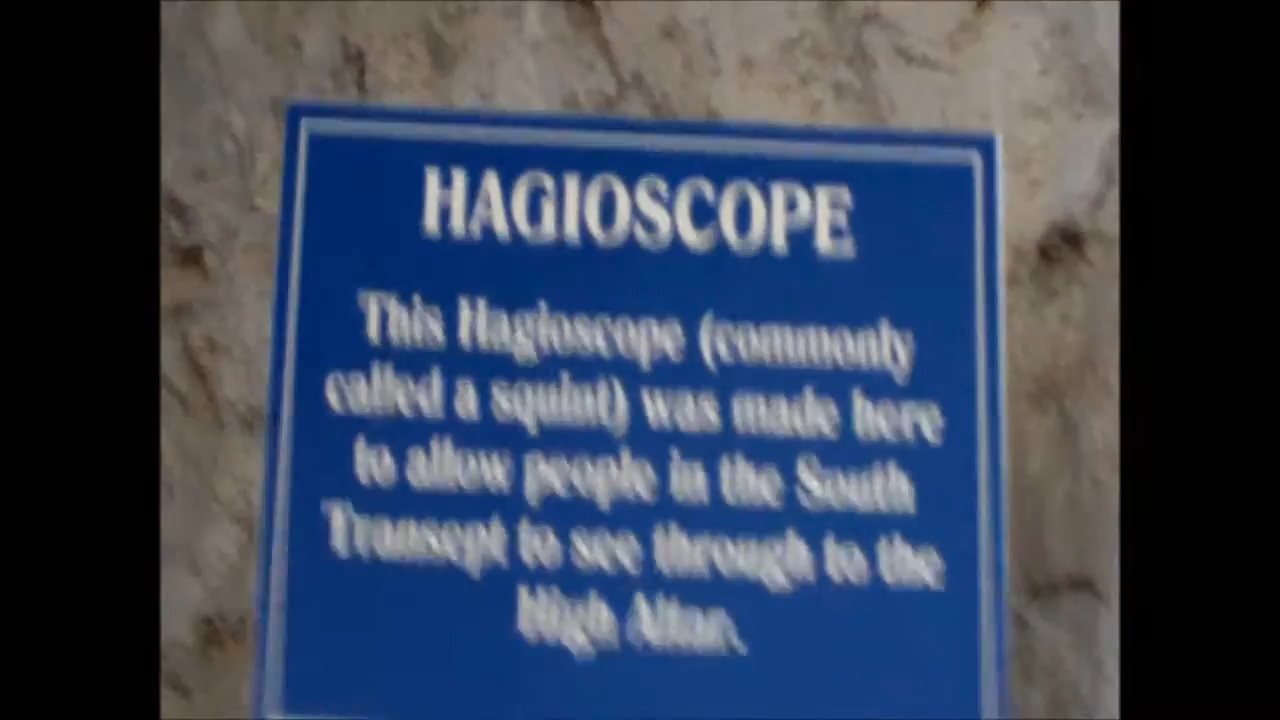 HAGIOSCOPE
This Hagioscope (commonly
called a squint) was made here
to allow people in the South
Transept to see through to the
High Altar.